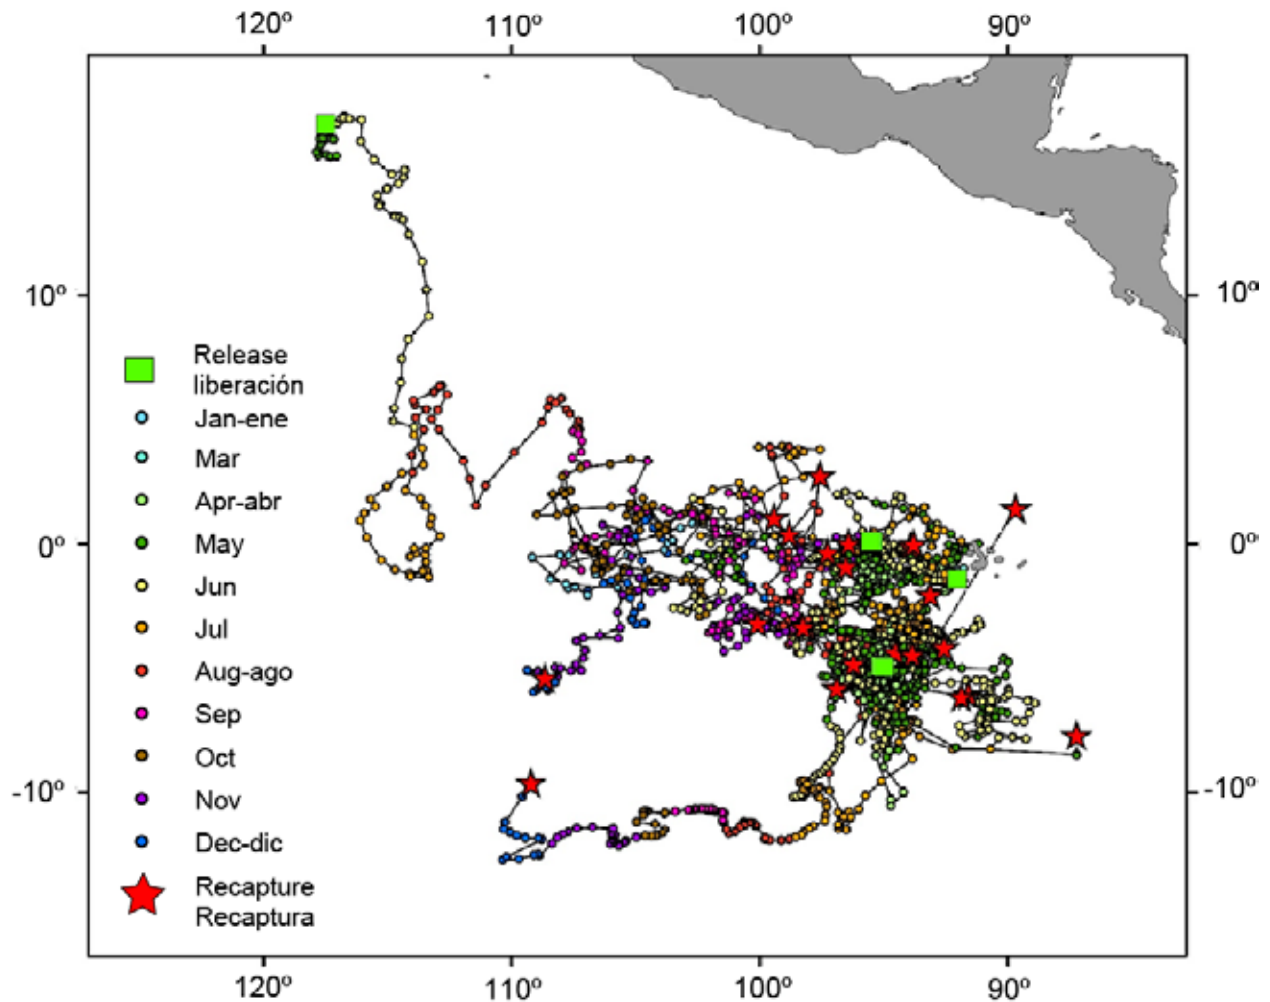 120º 110º 100º 90º
10º 10º
Release
liberación
Jan-ene
Mar
Apr-abr
0º May 0º
Jun
Jul
Aug-ago
Sep
Oct
-10º Nov -10º
Dec-dic
Recapture
Recaptura
120º 110º 100º 90º